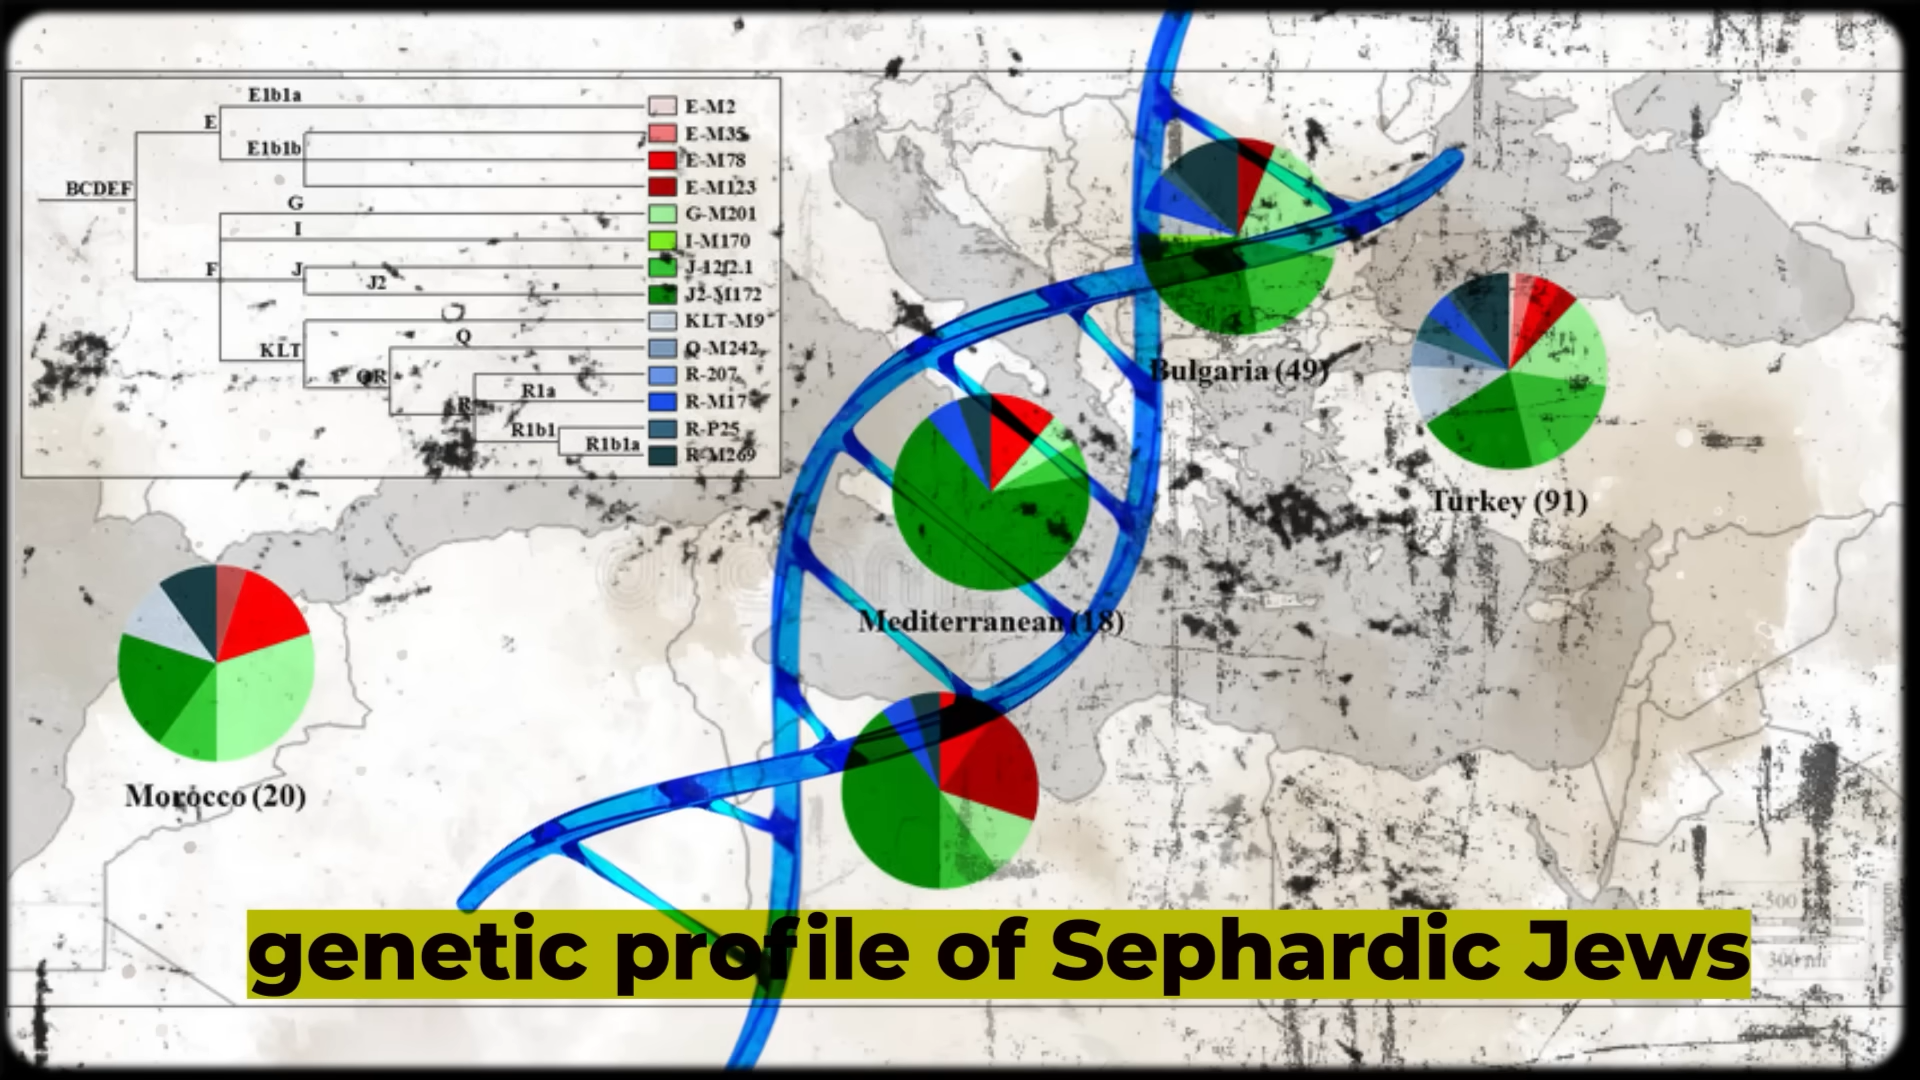 E1b1a
E-M2
E
E-M35
E1b1b
E-M78
BCDEF
E-M123
G
G-M201
I
I-M170
F
J
J-12f2.1
J2
J2-M172
KLT-M9
Q
KLT
Q-M242
QR
R-207
R1a
R-M17
R
R1b1
R-P25
R1b1a
R-M269
Bulgaria (49)
Turkey (91)
Mediterranean (18)
Morocco (20)
genetic profile of Sephardic Jews
500